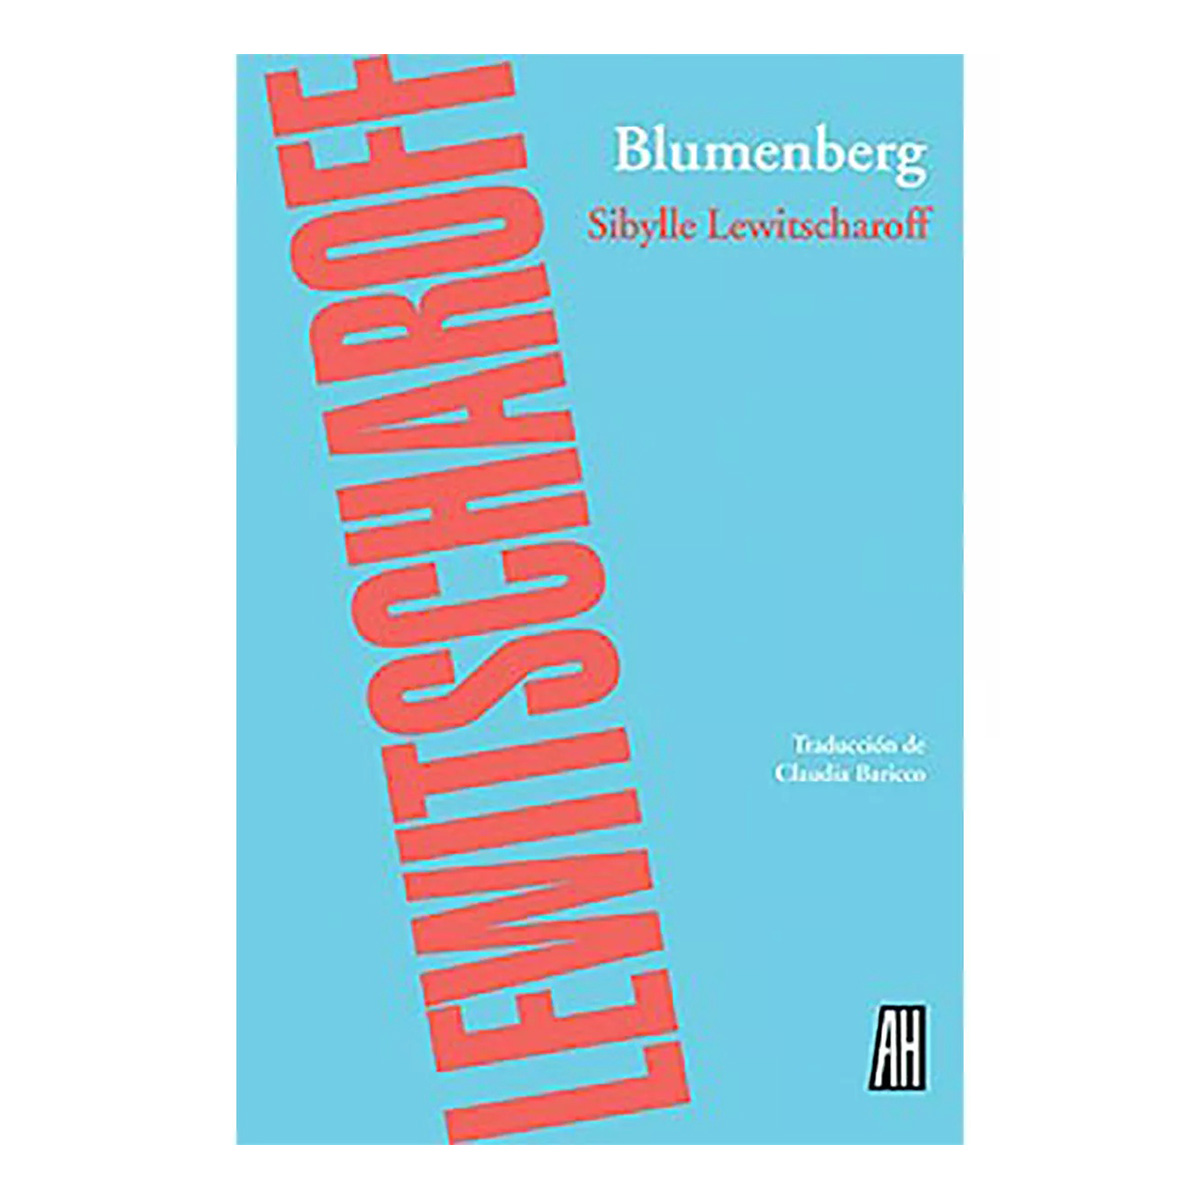 Blumenberg
Sibylle Lewitscharoff
LEWITSCHAROFF
Traducción de
Claudia Baricco
AH